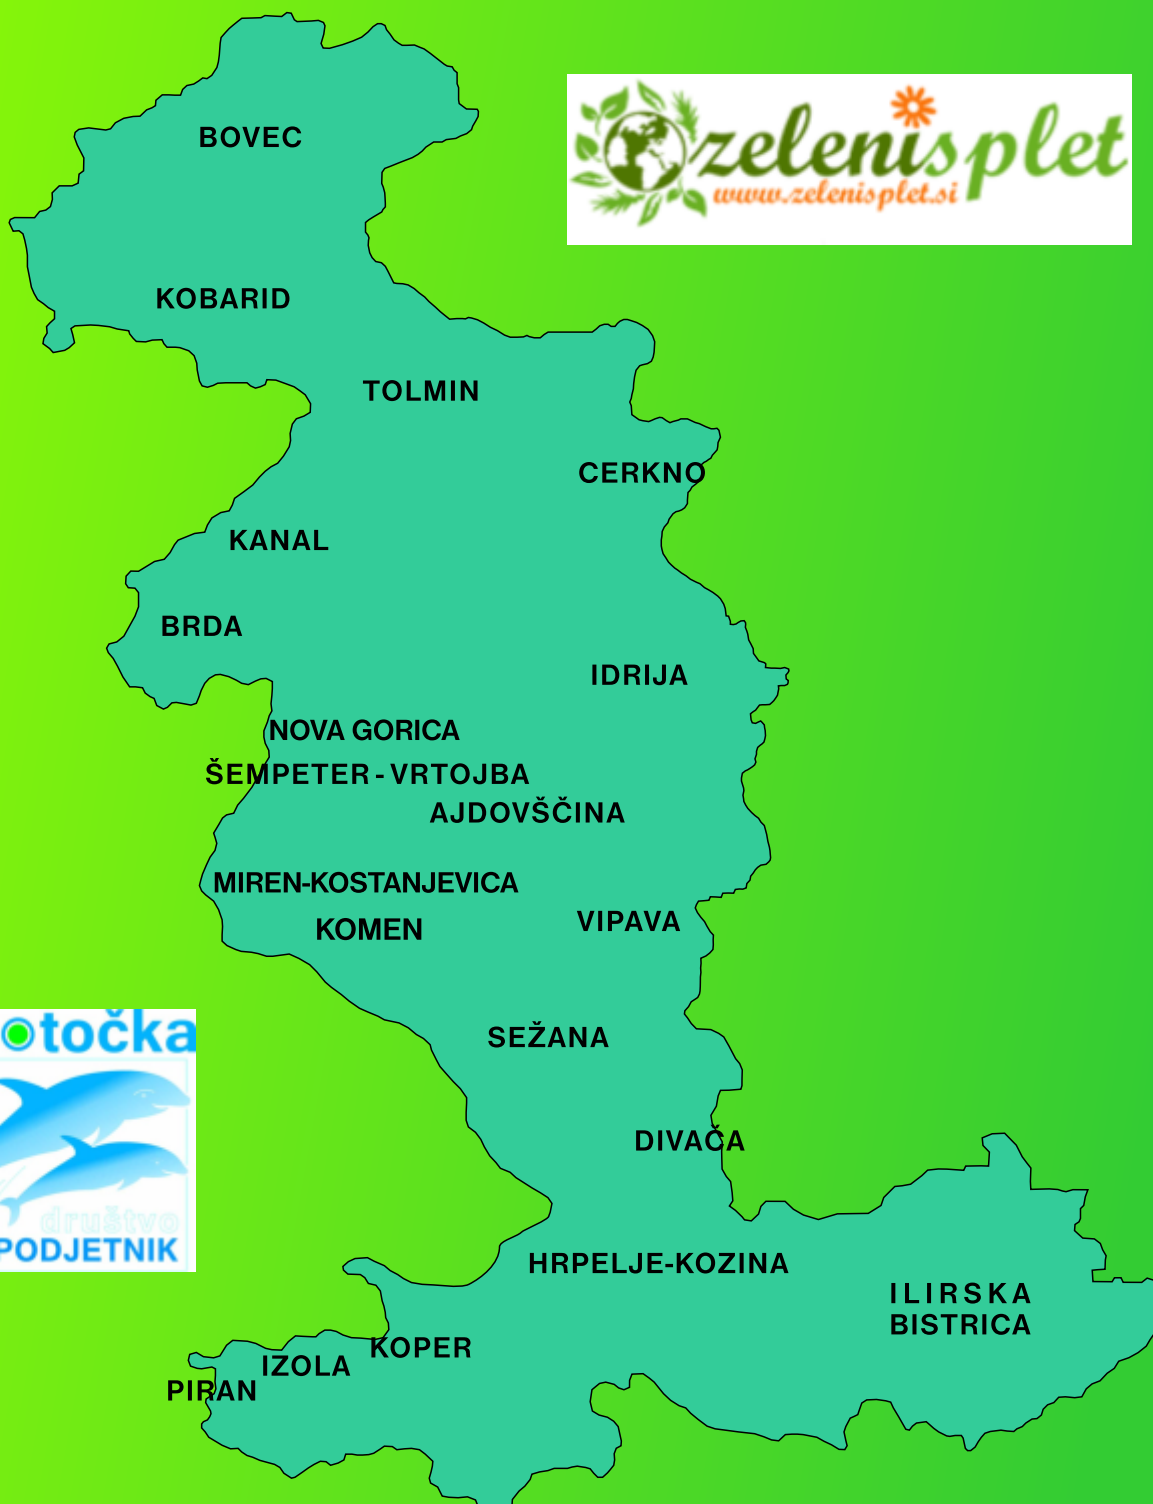 BOVEC
zelenisplet
www.zelenisplet.si
KOBARID
TOLMIN
CERKNO
KANAL
BRDA
IDRIJA
NOVA GORICA
ŠEMPETER - VRTOJBA
AJDOVŠČINA
MIREN-KOSTANJEVICA
KOMEN
VIPAVA
točka
SEŽANA
DIVAČA
društvo
PODJETNIK
HRPELJE-KOZINA
ILIRSKA
BISTRICA
KOPER
IZOLA
PIRAN